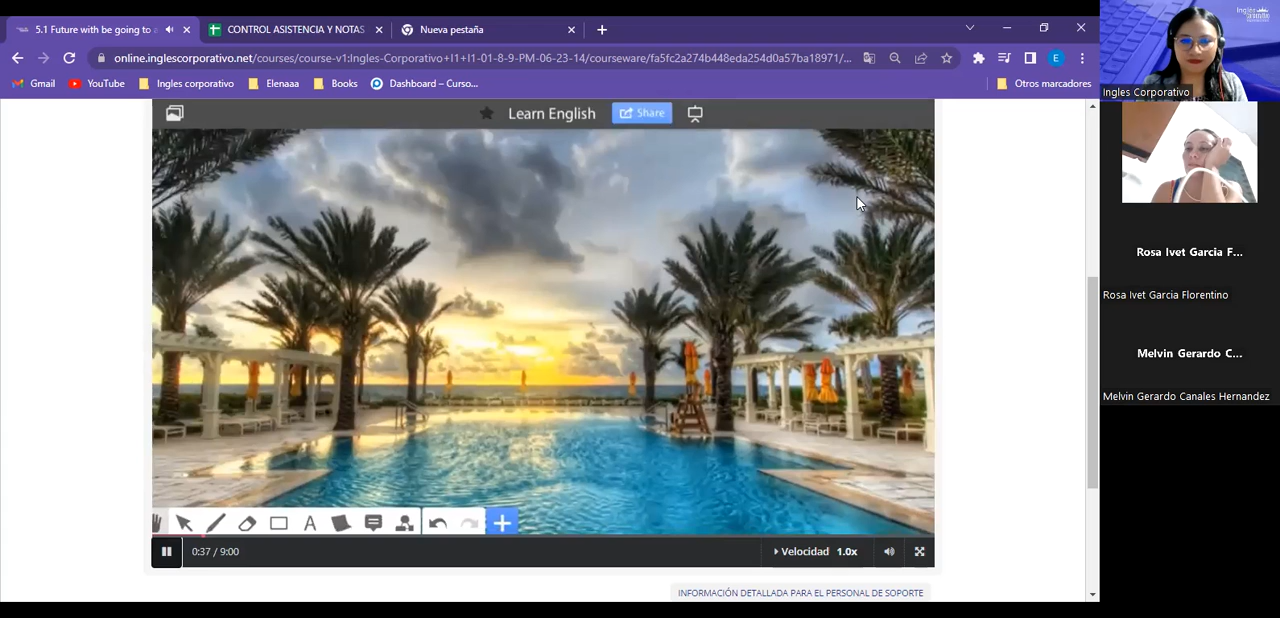 5.1 Future with be going to a
CONTROL ASISTENCIA Y NOTAS
Nueva pestaña
online.inglescorporativo.net/courses/course-v1:Ingles-Corporativo+I1+I1-01-8-9-PM-06-23-14/courseware/fa5fc2a274b448eda254d0a57ba18971/...
E
Gmail
YouTube
Ingles corporativo
Elenaaa
Books
Dashboard – Curso...
Otros marcadores
Learn English
Share
A
0:37 / 9:00
Velocidad 1.0x
INFORMACIÓN DETALLADA PARA EL PERSONAL DE SOPORTE
Ingles Corporativo
Rosa Ivet Garcia F...
Rosa Ivet Garcia Florentino
Melvin Gerardo C...
Melvin Gerardo Canales Hernandez